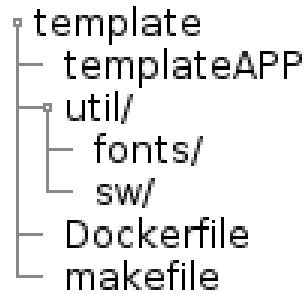 template
templateAPP
util/
fonts/
sw/
Dockerfile
makefile